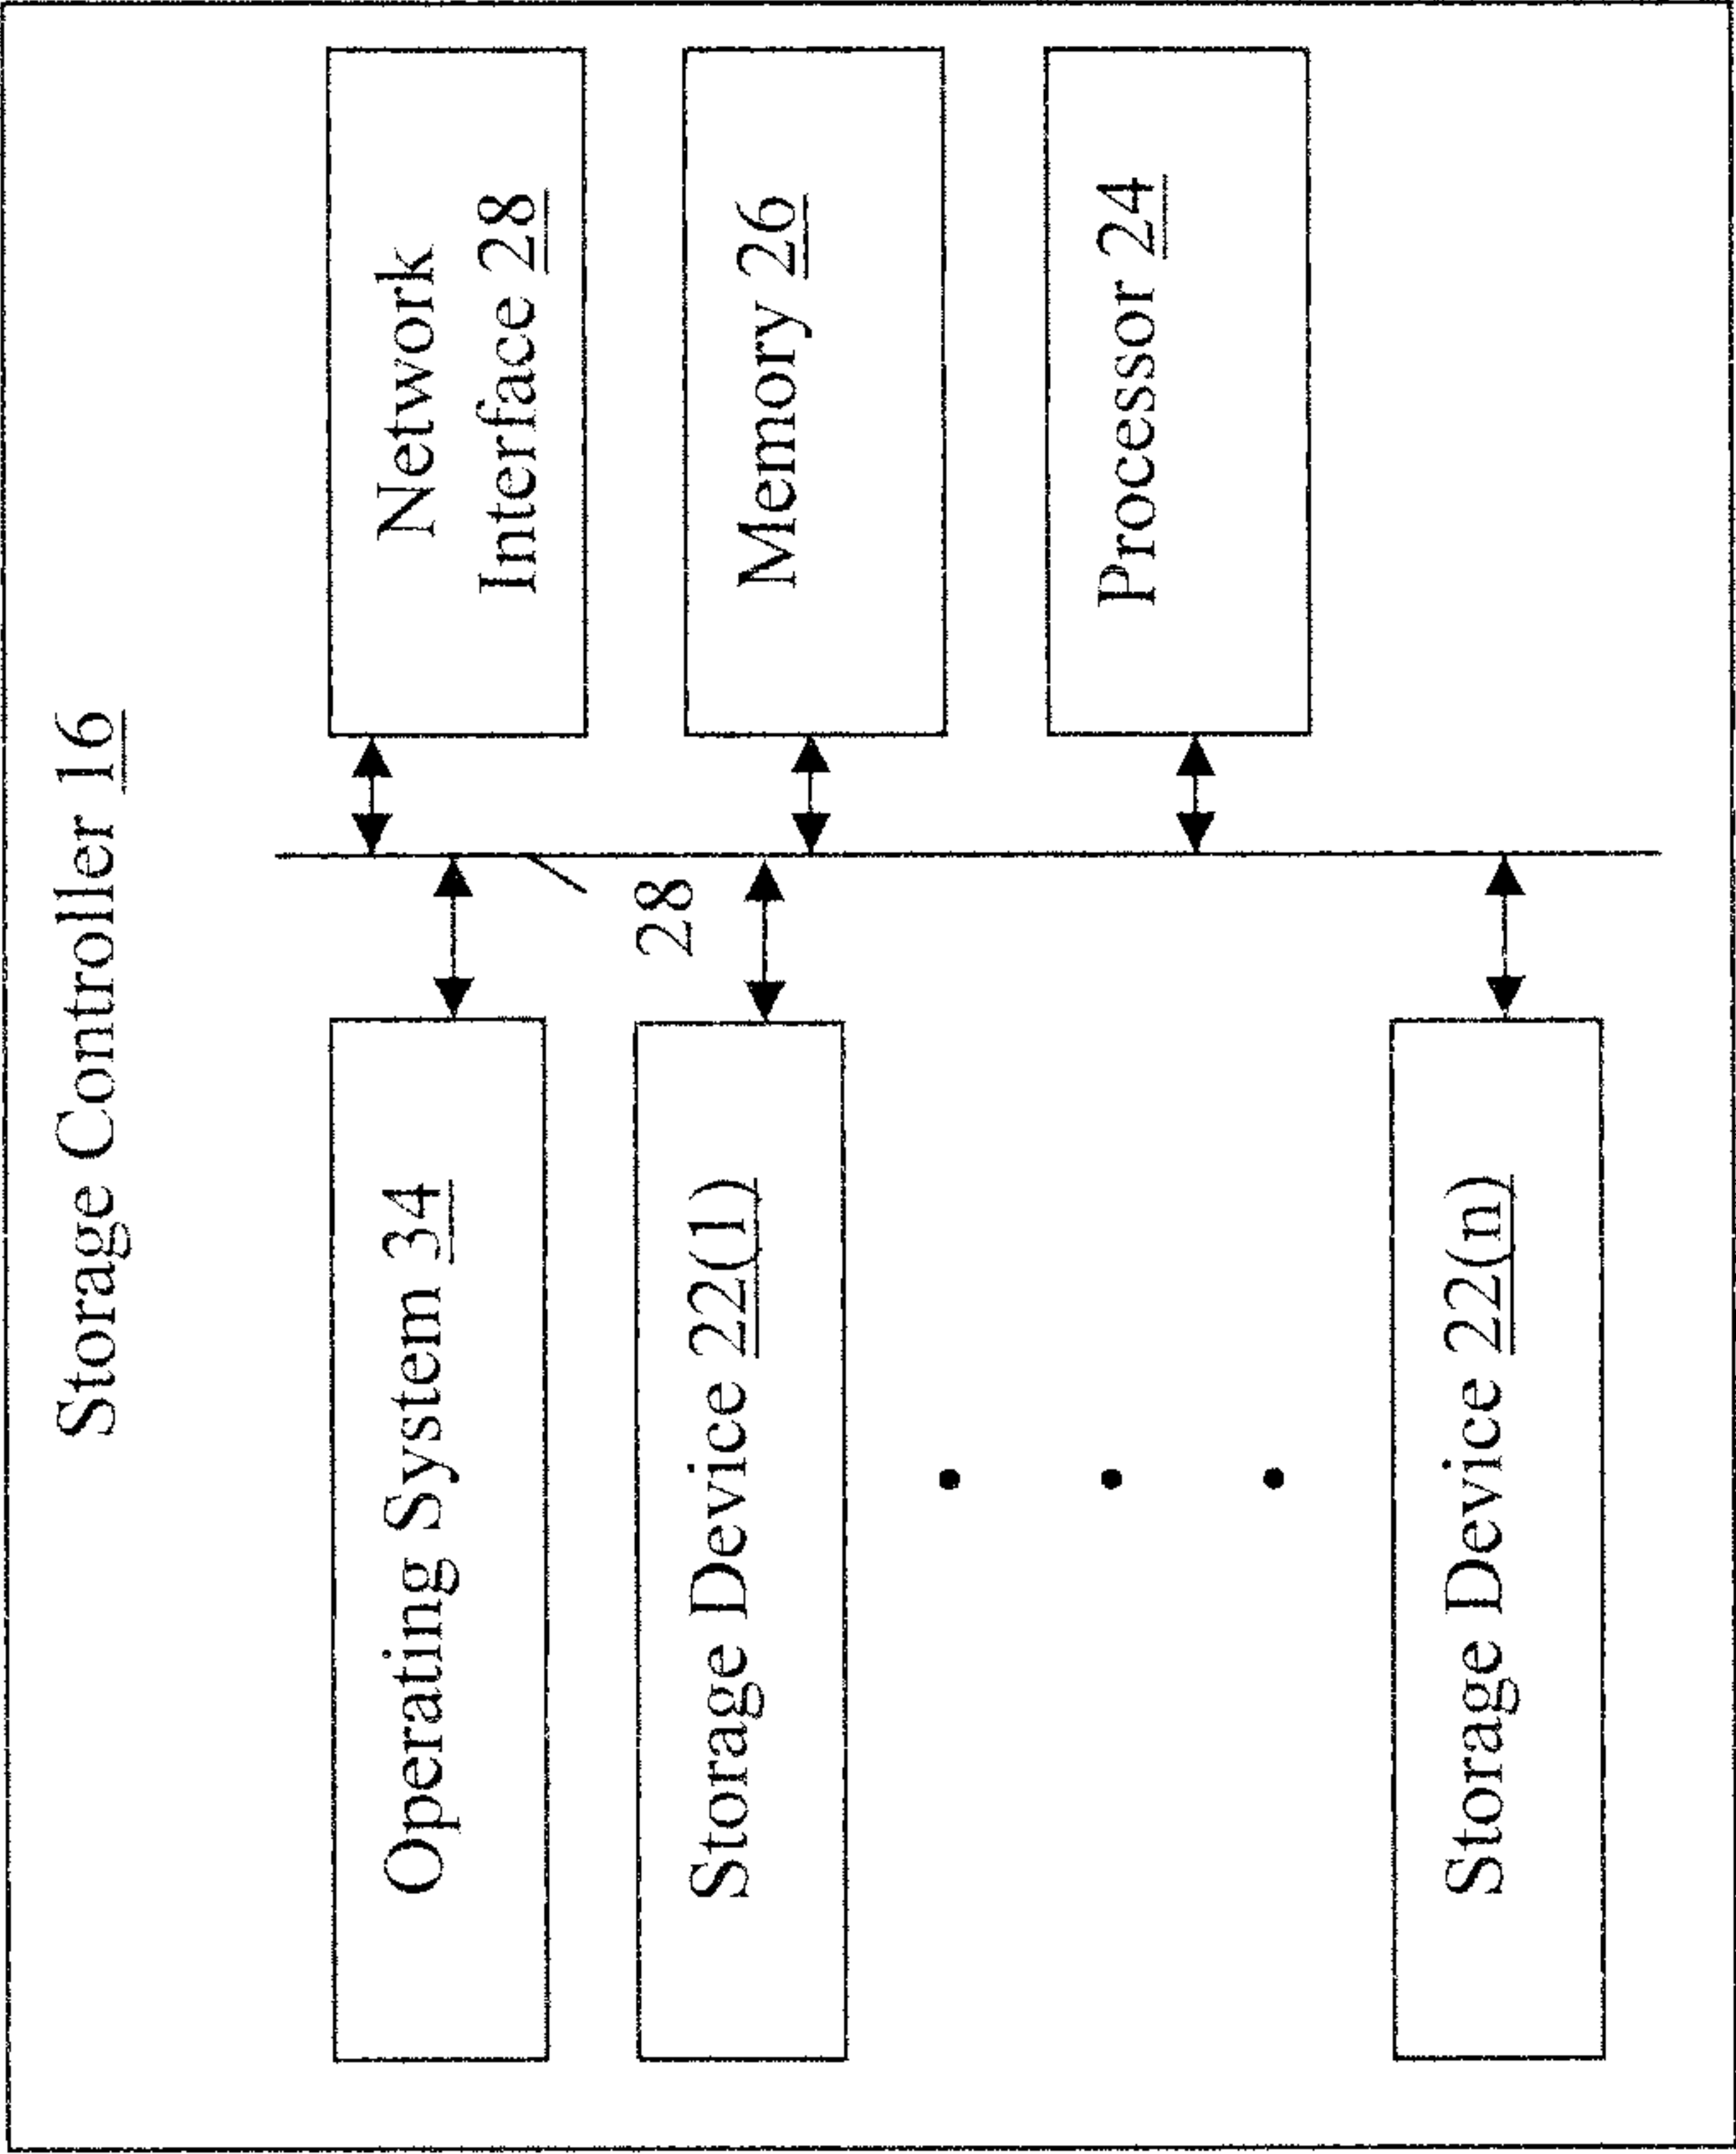 Storage Controller 16
Operating System 34
Network
Interface 28
28
Storage Device 22(1)
Memory 26
Processor 24
Storage Device 22(n)